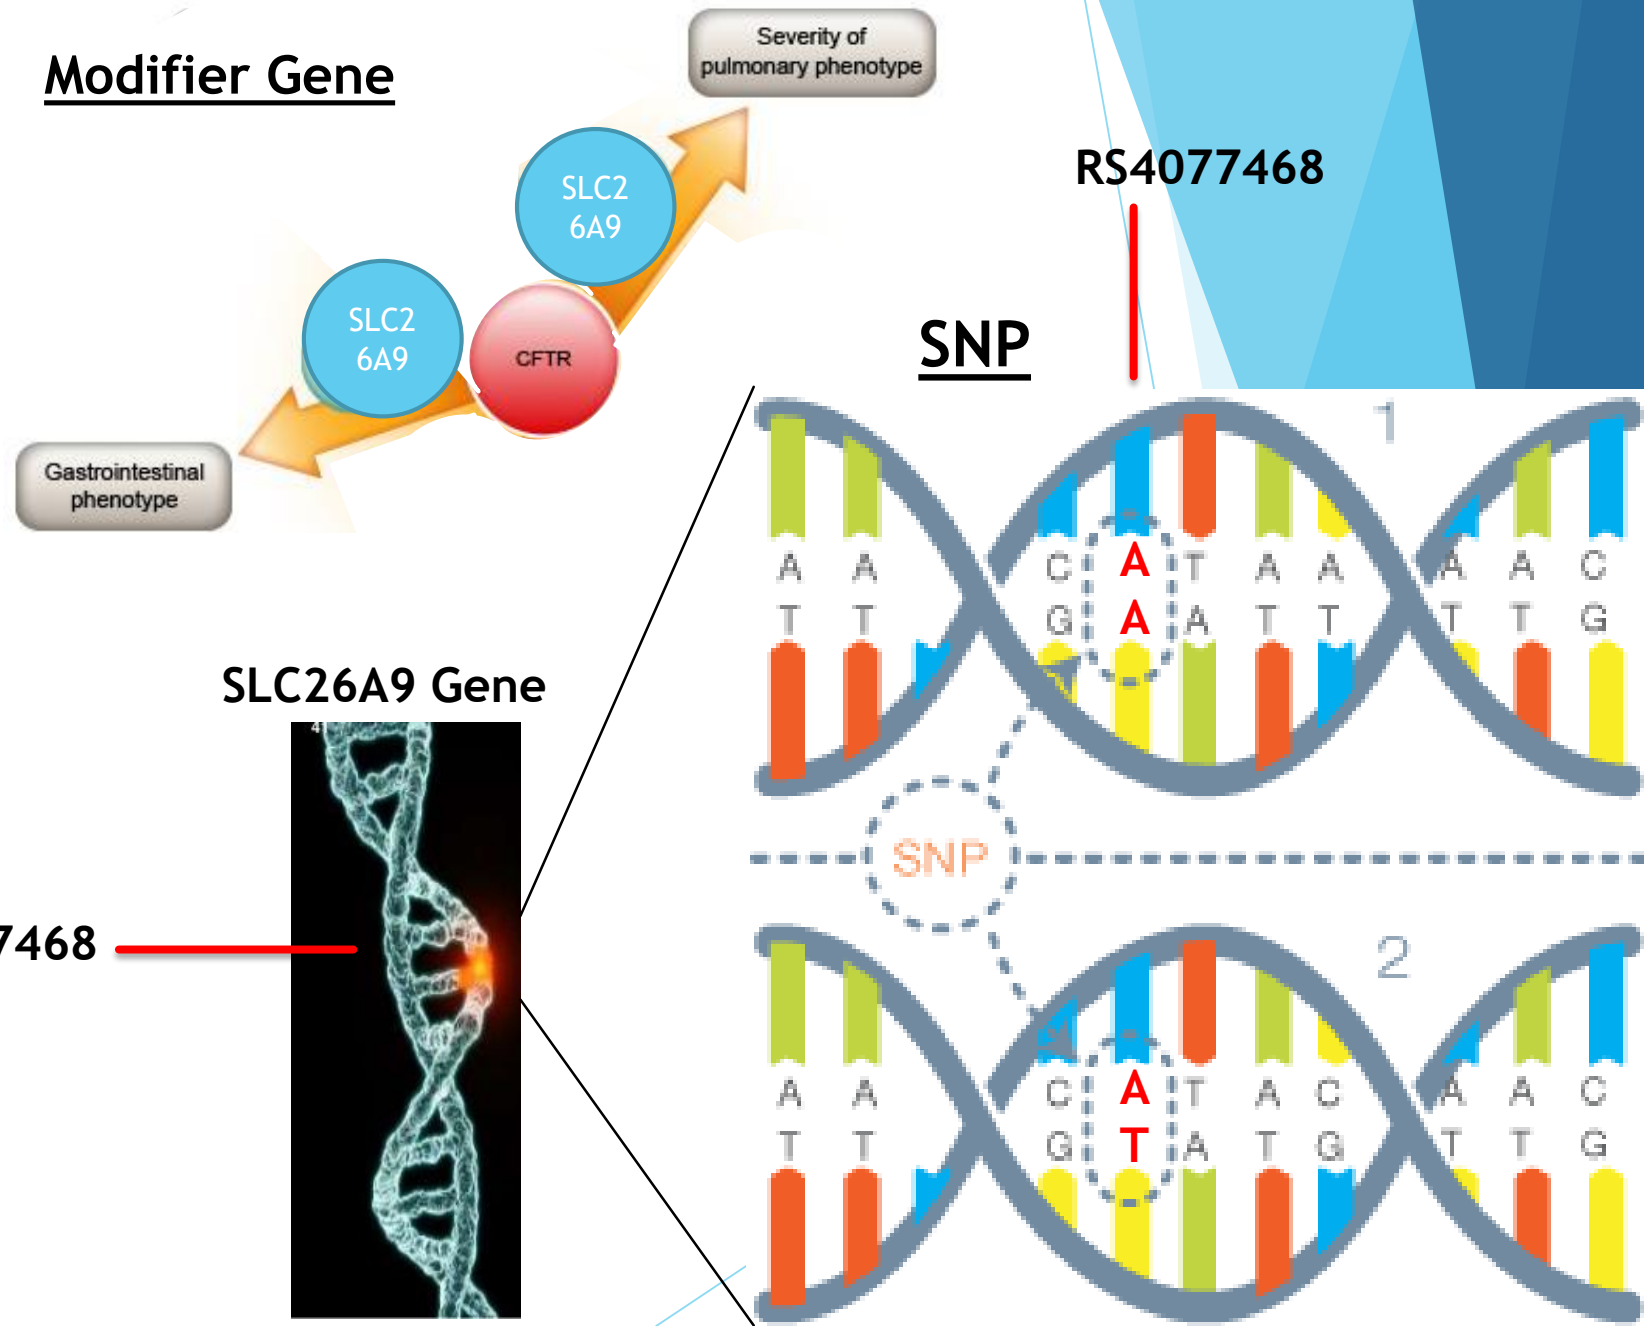 Modifier Gene
Severity of
pulmonary phenotype
SLC2
6A9
SLC2
6A9
CFTR
Gastrointestinal
phenotype
RS4077468
SNP
1
A A C A T A A A A C
T T G A A T T T T G
SLC26A9 Gene
7468
SNP
2
A A C A T A C A A C
T T G T A T G T T G